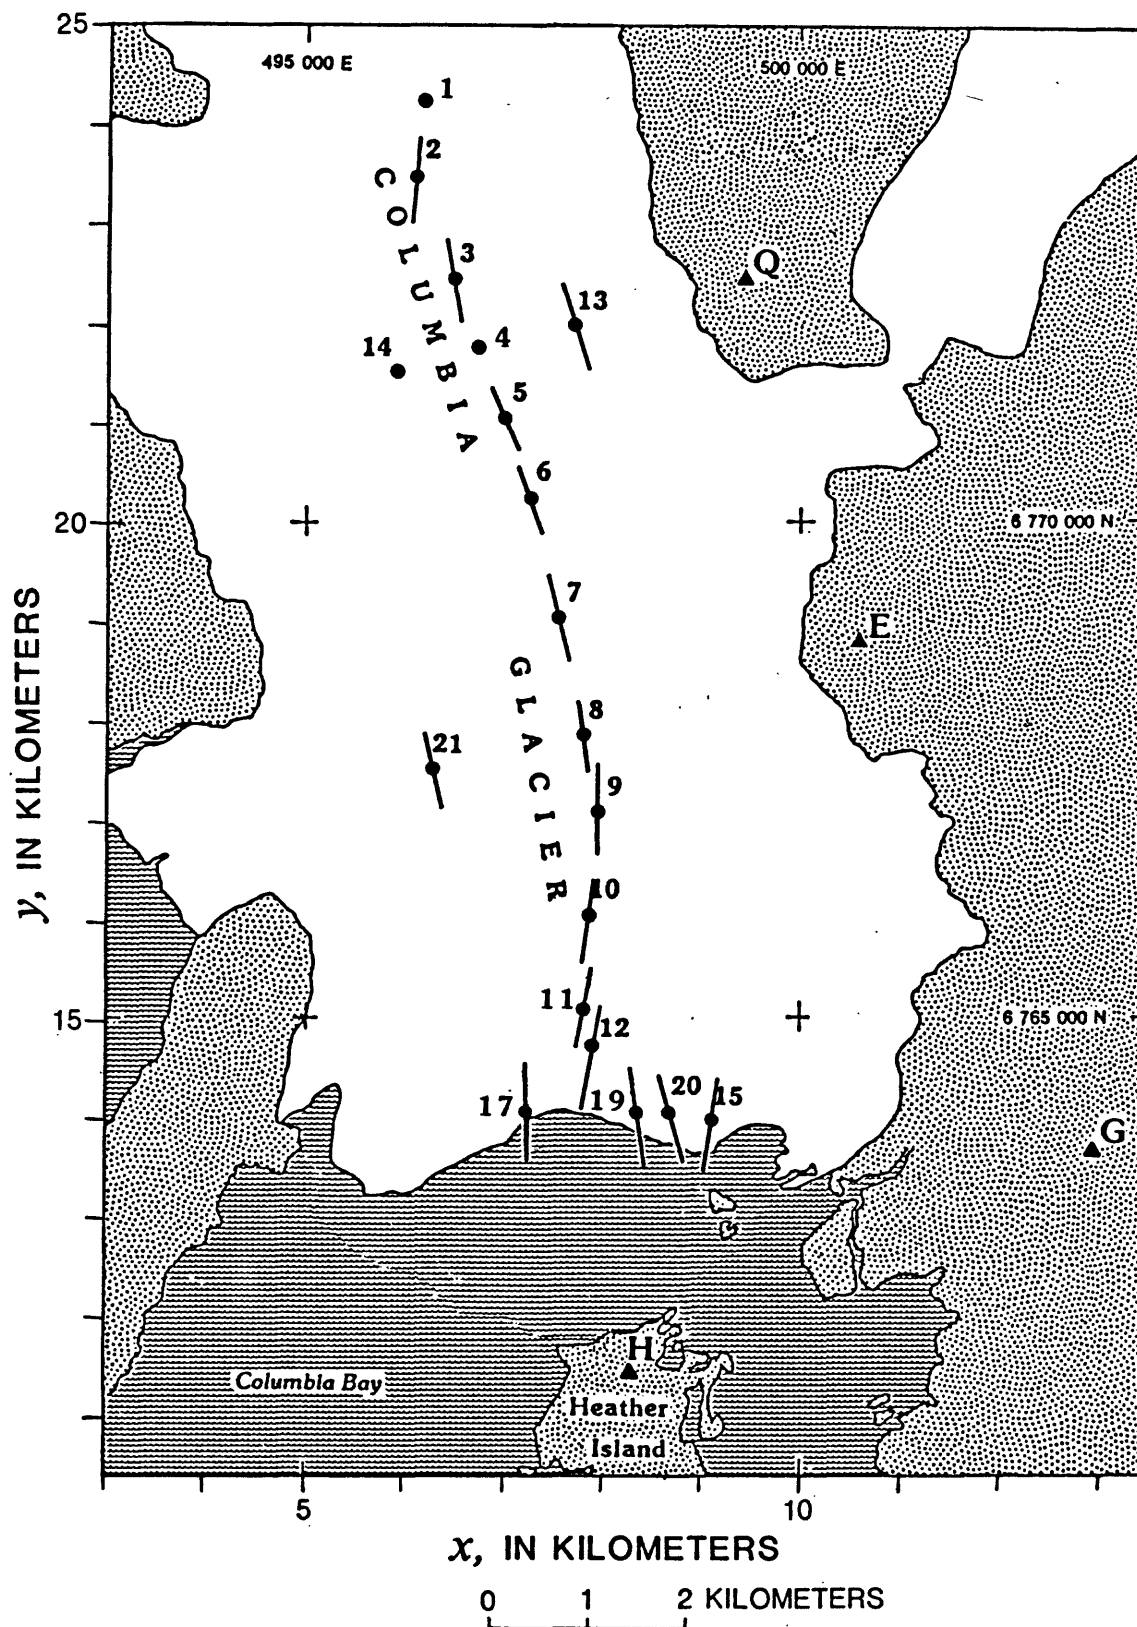 25
495 000 E
500 000 E
1
2
COLUMBIA
3
Q
13
14
4
5
6
20
6 770 000 N
7
E
GLACIER
8
21
9
10
11
15
6 765 000 N
12
17
19
20
15
G
H
Columbia Bay
Heather
Island
y, IN KILOMETERS
5
10
x, IN KILOMETERS
0 1 2 KILOMETERS